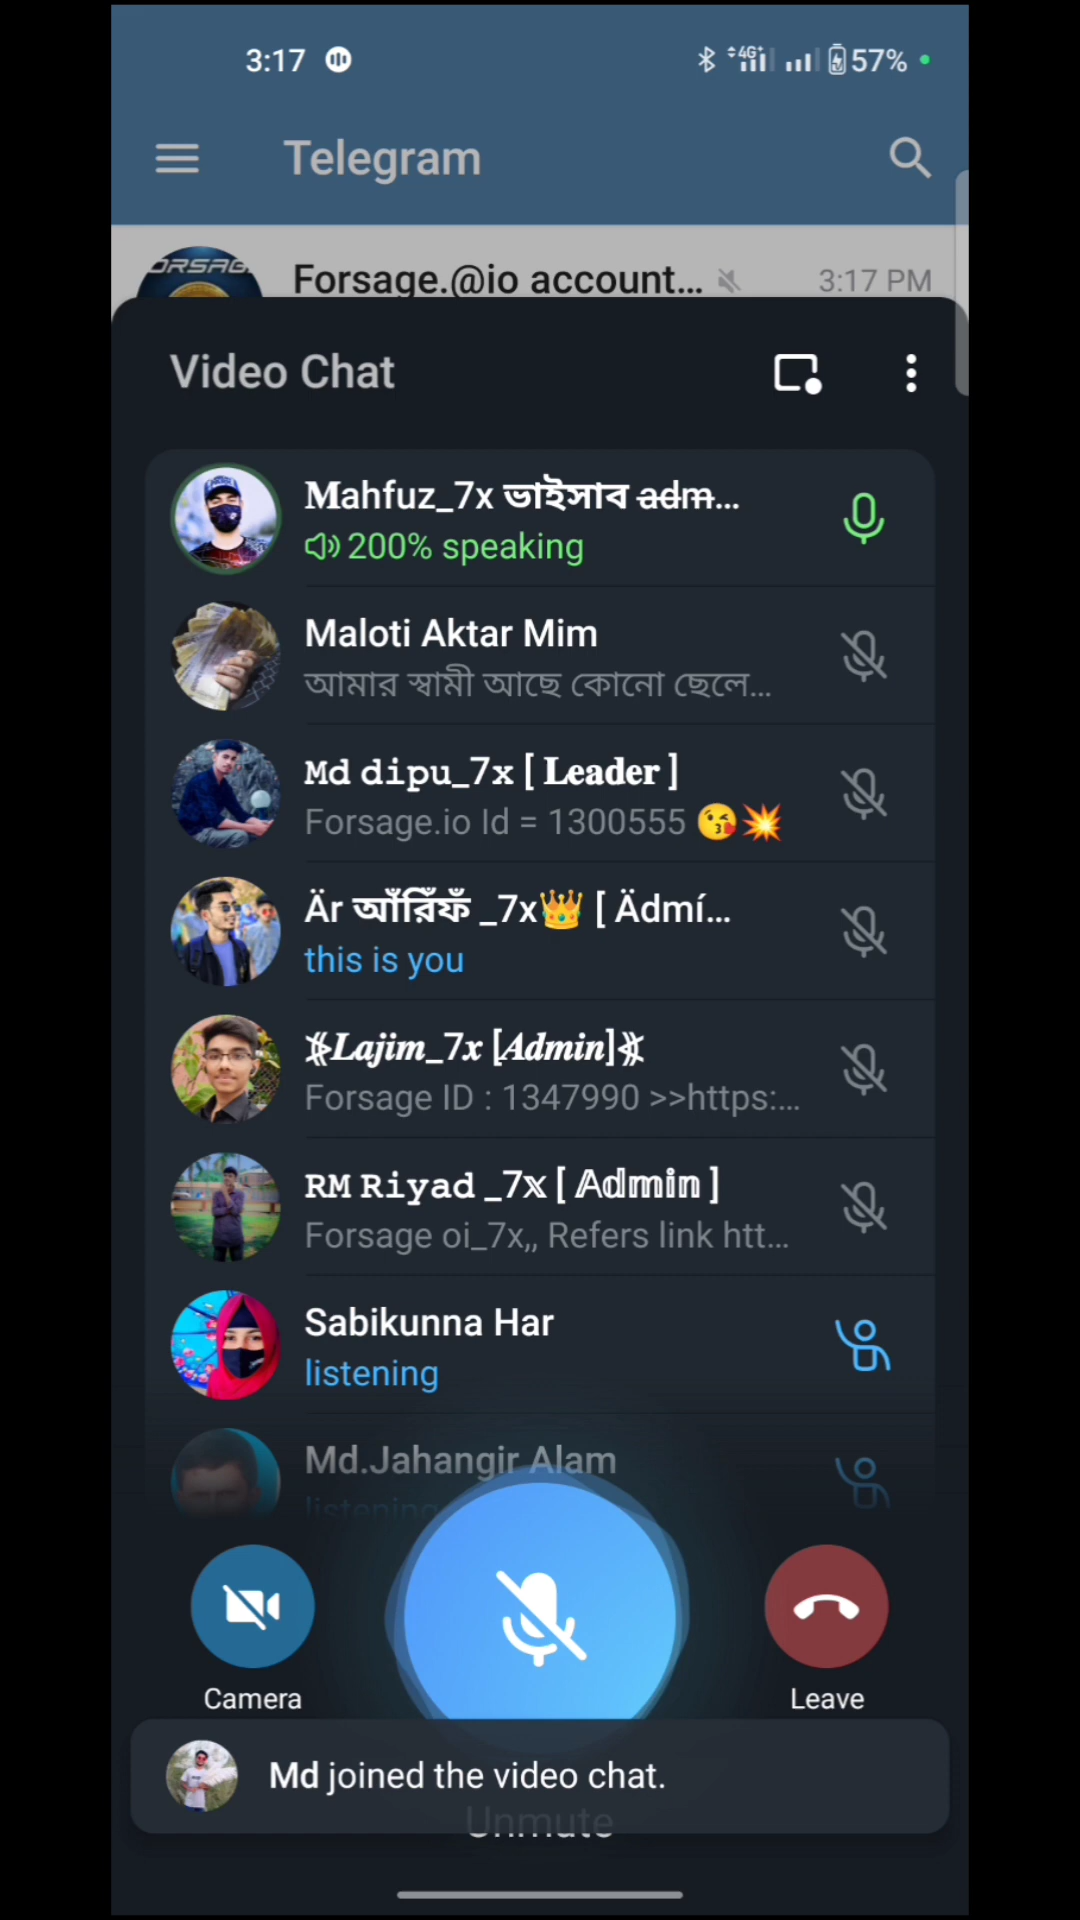 3:17
4G+
57%
Telegram
Forsage.@io account...
3:17 PM
Video Chat
Mahfuz_7x ভাইসাব adm...
200% speaking
Maloti Aktar Mim
আমার স্বামী আছে কোনো ছেলে...
Md dipu_7x [ Leader ]
Forsage.io Id = 1300555 😘💥
Är আঁরিঁফঁ _7x👑 [ Ädmí...
this is you
Lajim_7x [Admin]
Forsage ID : 1347990 >>https:...
RM Riyad _7x [ Admin ]
Forsage oi_7x,, Refers link htt...
Sabikunna Har
listening
Md.Jahangir Alam
listening
Camera
Leave
Md joined the video chat.
Unmute